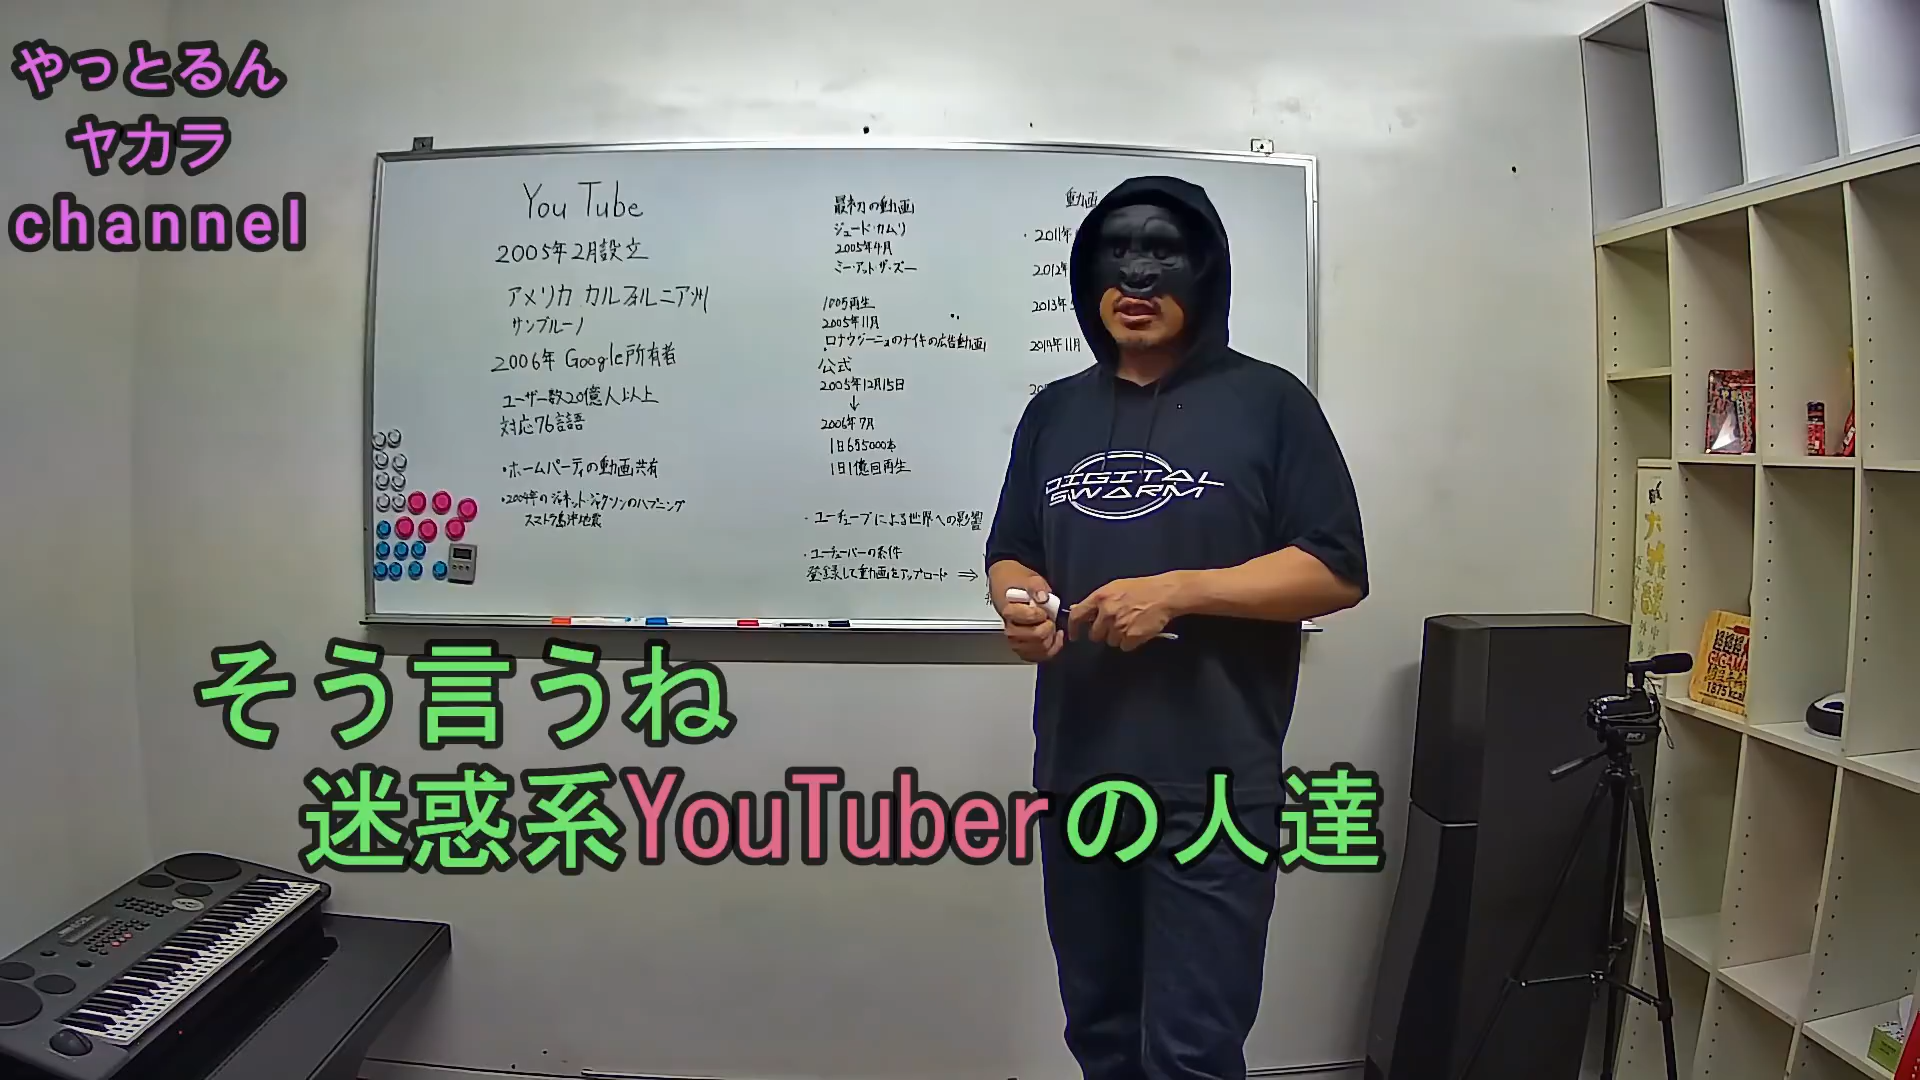 やっとるん
ヤカラ
channel
You Tube
2005年2月設立
アメリカ カルフォルニア州
サンブルーノ
2006年 Google所有者
ユーザー数20億人以上
対応76言語
・ホームパーティの動画共有
・2004年のジャネット・ジャクソンのハプニング
スマトラ島沖地震
最初の動画
ジョード・カムリ
2005年4月
ミー・アット・ザ・ズー
100万再生
2005年11月
ロナウジーニョのナイキの広告動画
公式
2005年12月15日
↓
2006年7月
1日6万5000本
1日1億回再生
・ユーチューブによる世界への影響
・ユーチューバーの条件
登録して動画をアップロード ⇒
動画
・2011年
2012年
2013年
2014年11月
DIGITAL
SWARM
そう言うね
迷惑系YouTuberの人達
1875kcal